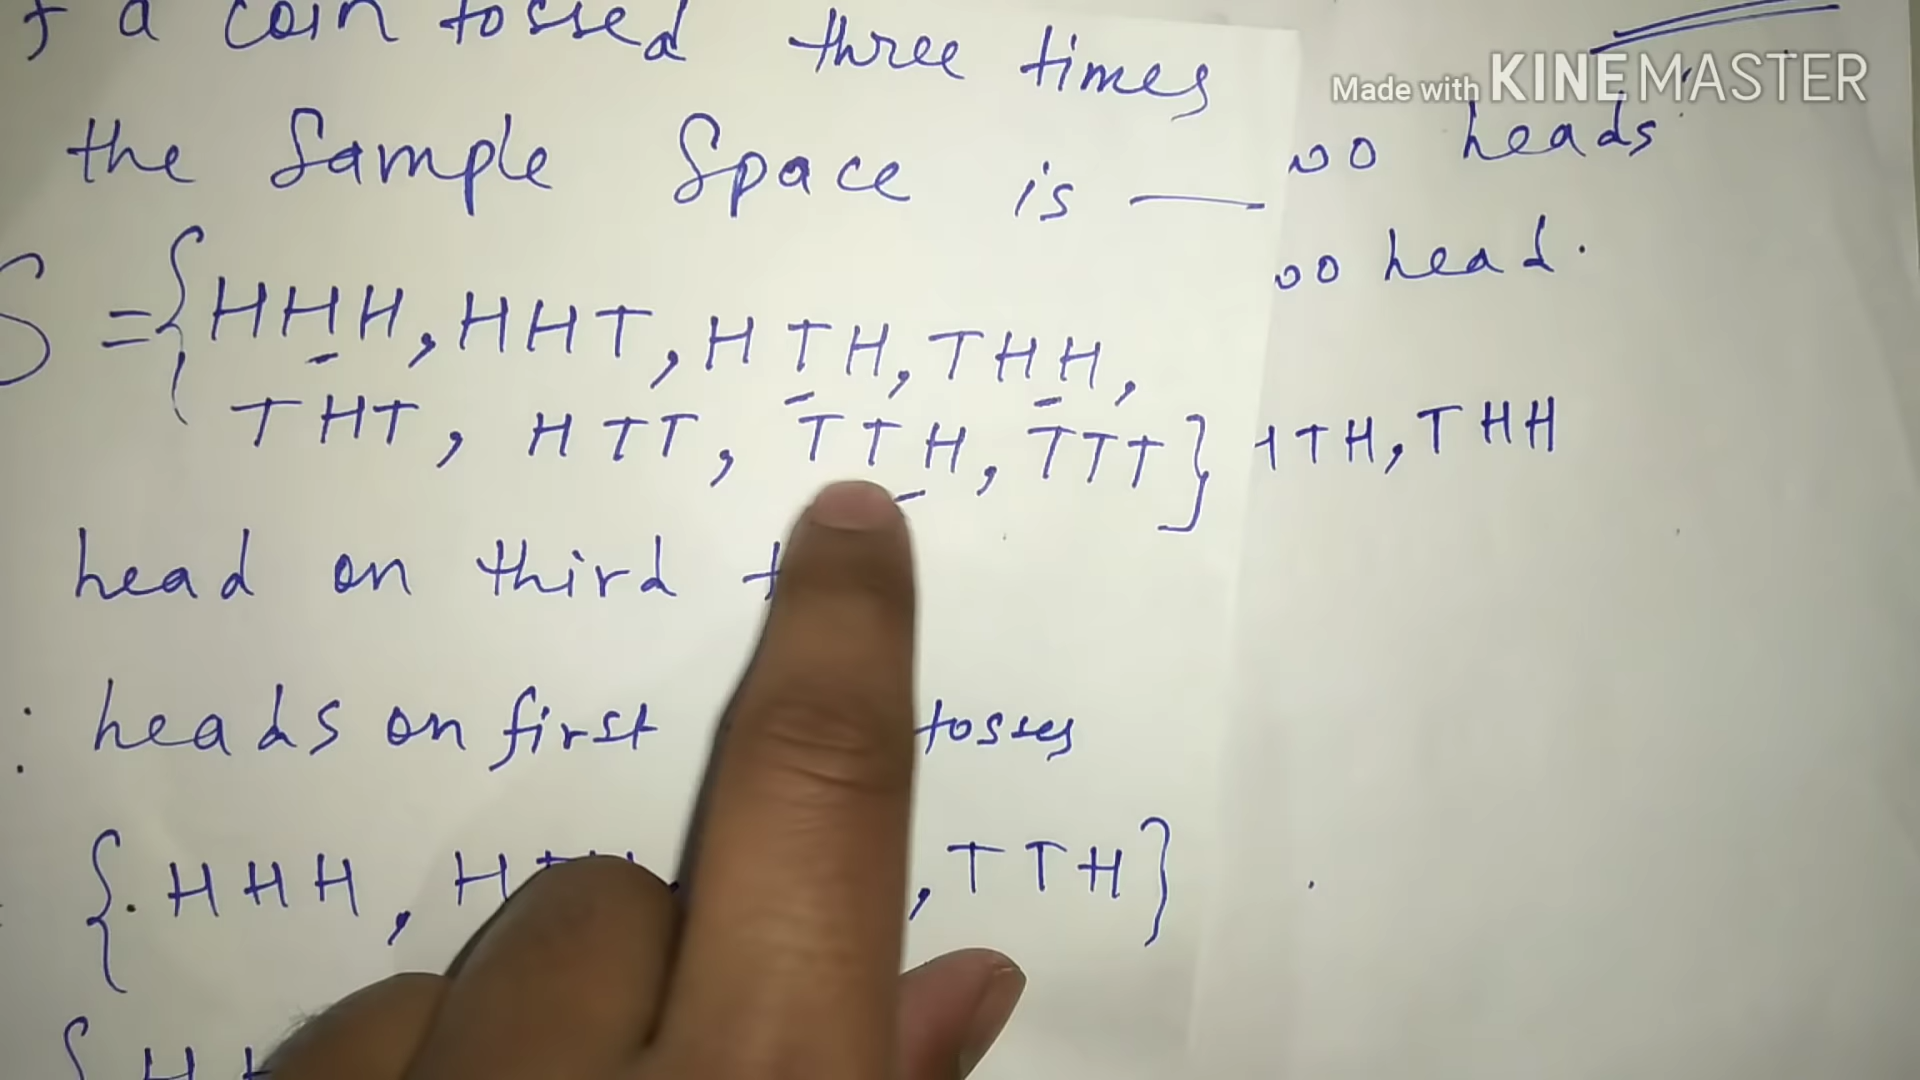 a coin tossed three times
Made with KINEMASTER
the Sample Space is —
heads
head.
S = {HHH, HHT, HTH, THH,
THT, HTT, TTH, TTT} TH, THH
head on third
: heads on first tosses
{HHH, H , TTH}
{H